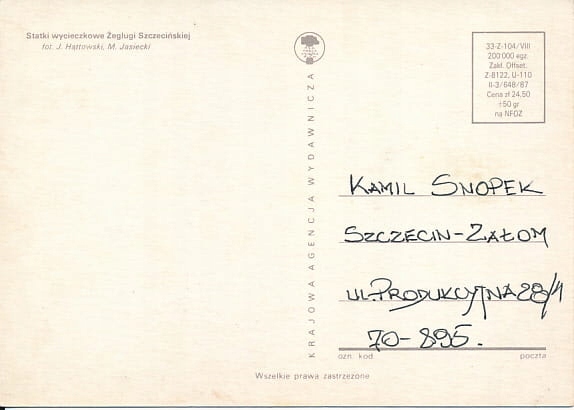 Statki wycieczkowe Żeglugi Szczecińskiej
fot. J. Hattowski, M. Jasiecki
KRAJOWA AGENCJA WYDAWNICZA
33-Z-104/VIII
200'000 egz.
Zakł. Offset.
Z-8122, U-110
II-3/648/87
Cena zł 24,50
+50 gr
na NFOZ
KAMIL SNOPEK
SZCZECIN-ZAŁOM
UL. PRODUKCYJNA 28/1
70-895.
ozn. kod poczta
Wszelkie prawa zastrzeżone